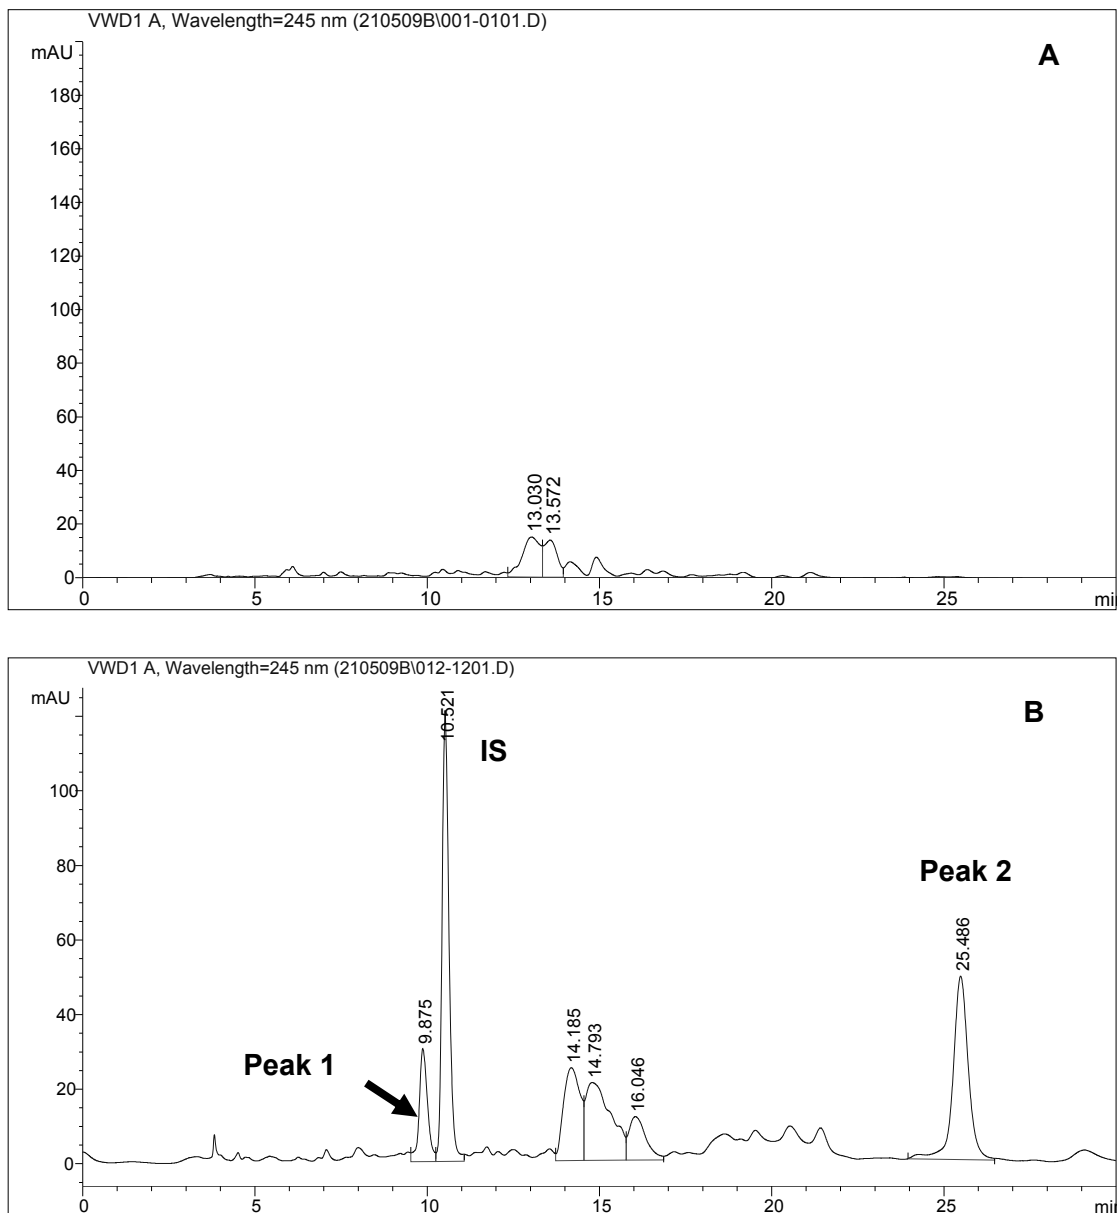 VWD1 A, Wavelength=245 nm (210509B\001-0101.D)
mAU
A
180
160
140
120
100
80
60
40
20
0
13.030
13.572
0 5 10 15 20 25 mi
VWD1 A, Wavelength=245 nm (210509B\012-1201.D)
mAU
B
10.521
IS
100
80
Peak 2
60
25.486
40
9.875
14.185
14.793
Peak 1
16.046
20
0
0 5 10 15 20 25 mi